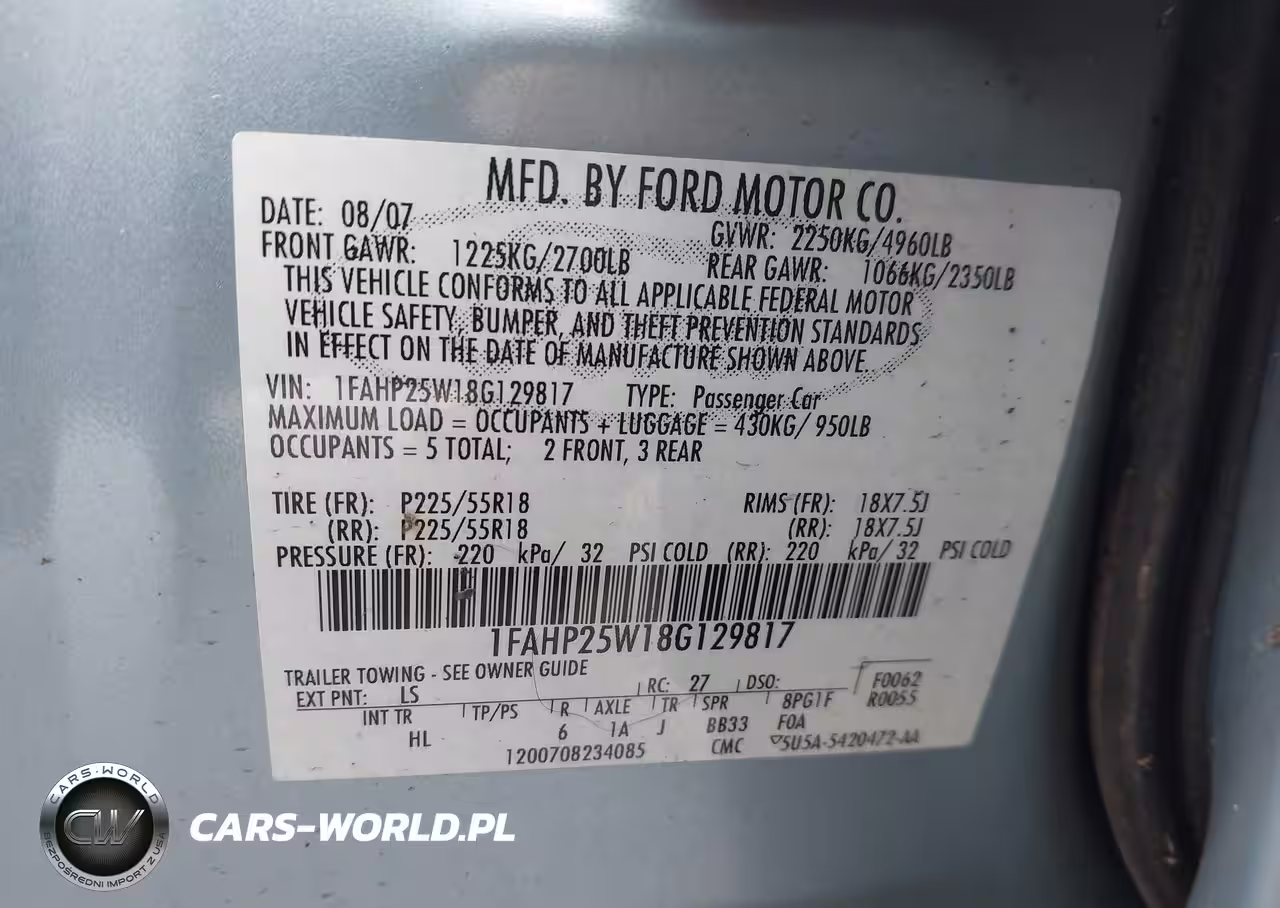 MFD. BY FORD MOTOR CO.
DATE: 08/07 GVWR: 2250KG/4960LB
FRONT GAWR: 1225KG/2700LB REAR GAWR: 1066KG/2350LB
THIS VEHICLE CONFORMS TO ALL APPLICABLE FEDERAL MOTOR
VEHICLE SAFETY, BUMPER, AND THEFT PREVENTION STANDARDS
IN EFFECT ON THE DATE OF MANUFACTURE SHOWN ABOVE.
VIN: 1FAHP25W18G129817 TYPE: Passenger Car
MAXIMUM LOAD = OCCUPANTS + LUGGAGE = 430KG/ 950LB
OCCUPANTS = 5 TOTAL; 2 FRONT, 3 REAR
TIRE (FR): P225/55R18 RIMS (FR): 18X7.5J
(RR): P225/55R18 (RR): 18X7.5J
PRESSURE (FR): 220 kPa/ 32 PSI COLD (RR): 220 kPa/ 32 PSI COLD
1FAHP25W18G129817
TRAILER TOWING - SEE OWNER GUIDE
EXT PNT: LS RC: 27 DSO: F0062
INT TR TP/PS R AXLE TR SPR 8PG1F R0055
HL 6 1A J BB33 F0A
1200708234085 CMC 5U5A-5420472-AA
CARS-WORLD
CW
BEZPOŚREDNI IMPORT Z USA
CARS-WORLD.PL